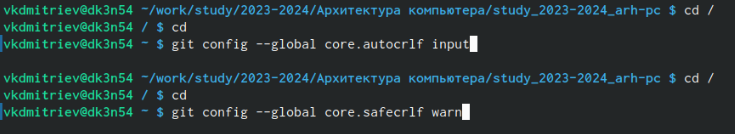 vkdmitriev@dk3n54 ~/work/study/2023-2024/Архитектура компьютера/study_2023-2024_arh-pc $ cd /
vkdmitriev@dk3n54 / $ cd
vkdmitriev@dk3n54 ~ $ git config --global core.autocrlf input
vkdmitriev@dk3n54 ~/work/study/2023-2024/Архитектура компьютера/study_2023-2024_arh-pc $ cd /
vkdmitriev@dk3n54 / $ cd
vkdmitriev@dk3n54 ~ $ git config --global core.safecrlf warn